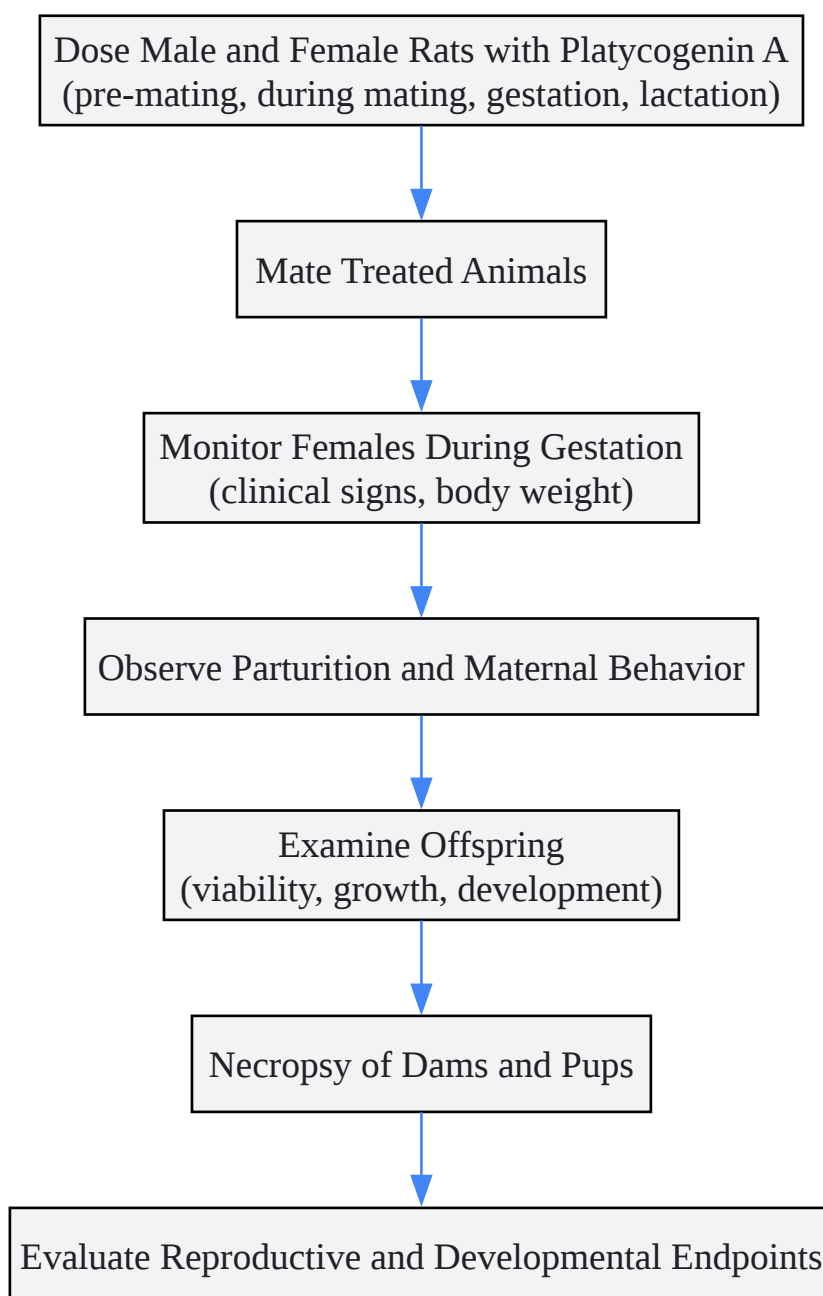 Dose Male and Female Rats with Platycogenin A
(pre-mating, during mating, gestation, lactation)
Mate Treated Animals
Monitor Females During Gestation
(clinical signs, body weight)
Observe Parturition and Maternal Behavior
Examine Offspring
(viability, growth, development)
Necropsy of Dams and Pups
Evaluate Reproductive and Developmental Endpoints